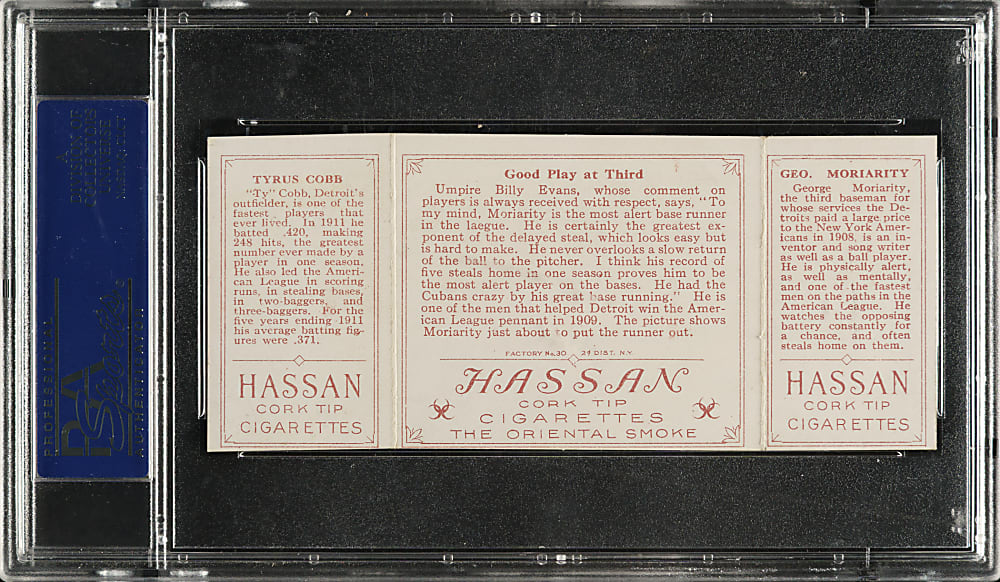 TYRUS COBB
"Ty" Cobb, Detroit's
outfielder, is one of the
fastest players that
ever lived. In 1911 he
batted .420, making
248 hits, the greatest
number ever made by a
player in one season.
He also led the Ameri-
can League in scoring
runs, in stealing bases,
in two-baggers, and
three-baggers. For the
five years ending 1911
his average batting fig-
ures were .371.
HASSAN
CORK TIP
CIGARETTES
Good Play at Third
Umpire Billy Evans, whose comment on
players is always received with respect, says, "To
my mind, Moriarity is the most alert base runner
in the laegue. He is certainly the greatest ex-
ponent of the delayed steal, which looks easy but
is hard to make. He never overlooks a slow return
of the ball to the pitcher. I think his record of
five steals home in one season proves him to be
the most alert player on the bases. He had the
Cubans crazy by his great base running." He is
one of the men that helped Detroit win the Amer-
ican League pennant in 1909. The picture shows
Moriarity just about to put the runner out.
FACTORY No. 30 2d DIST. N.Y.
HASSAN
CORK TIP
CIGARETTES
THE ORIENTAL SMOKE
GEO. MORIARITY
George Moriarity,
the third baseman for
whose services the De-
troits paid a large price
to the New York Amer-
icans in 1908, is an in-
ventor and song writer
as well as a ball player.
He is physically alert,
as well as mentally,
and one of the fastest
men on the paths in the
American League. He
watches the opposing
battery constantly for
a chance, and often
steals home on them.
HASSAN
CORK TIP
CIGARETTES
PROFESSIONAL
PSA
Sports
AUTHENTICATOR